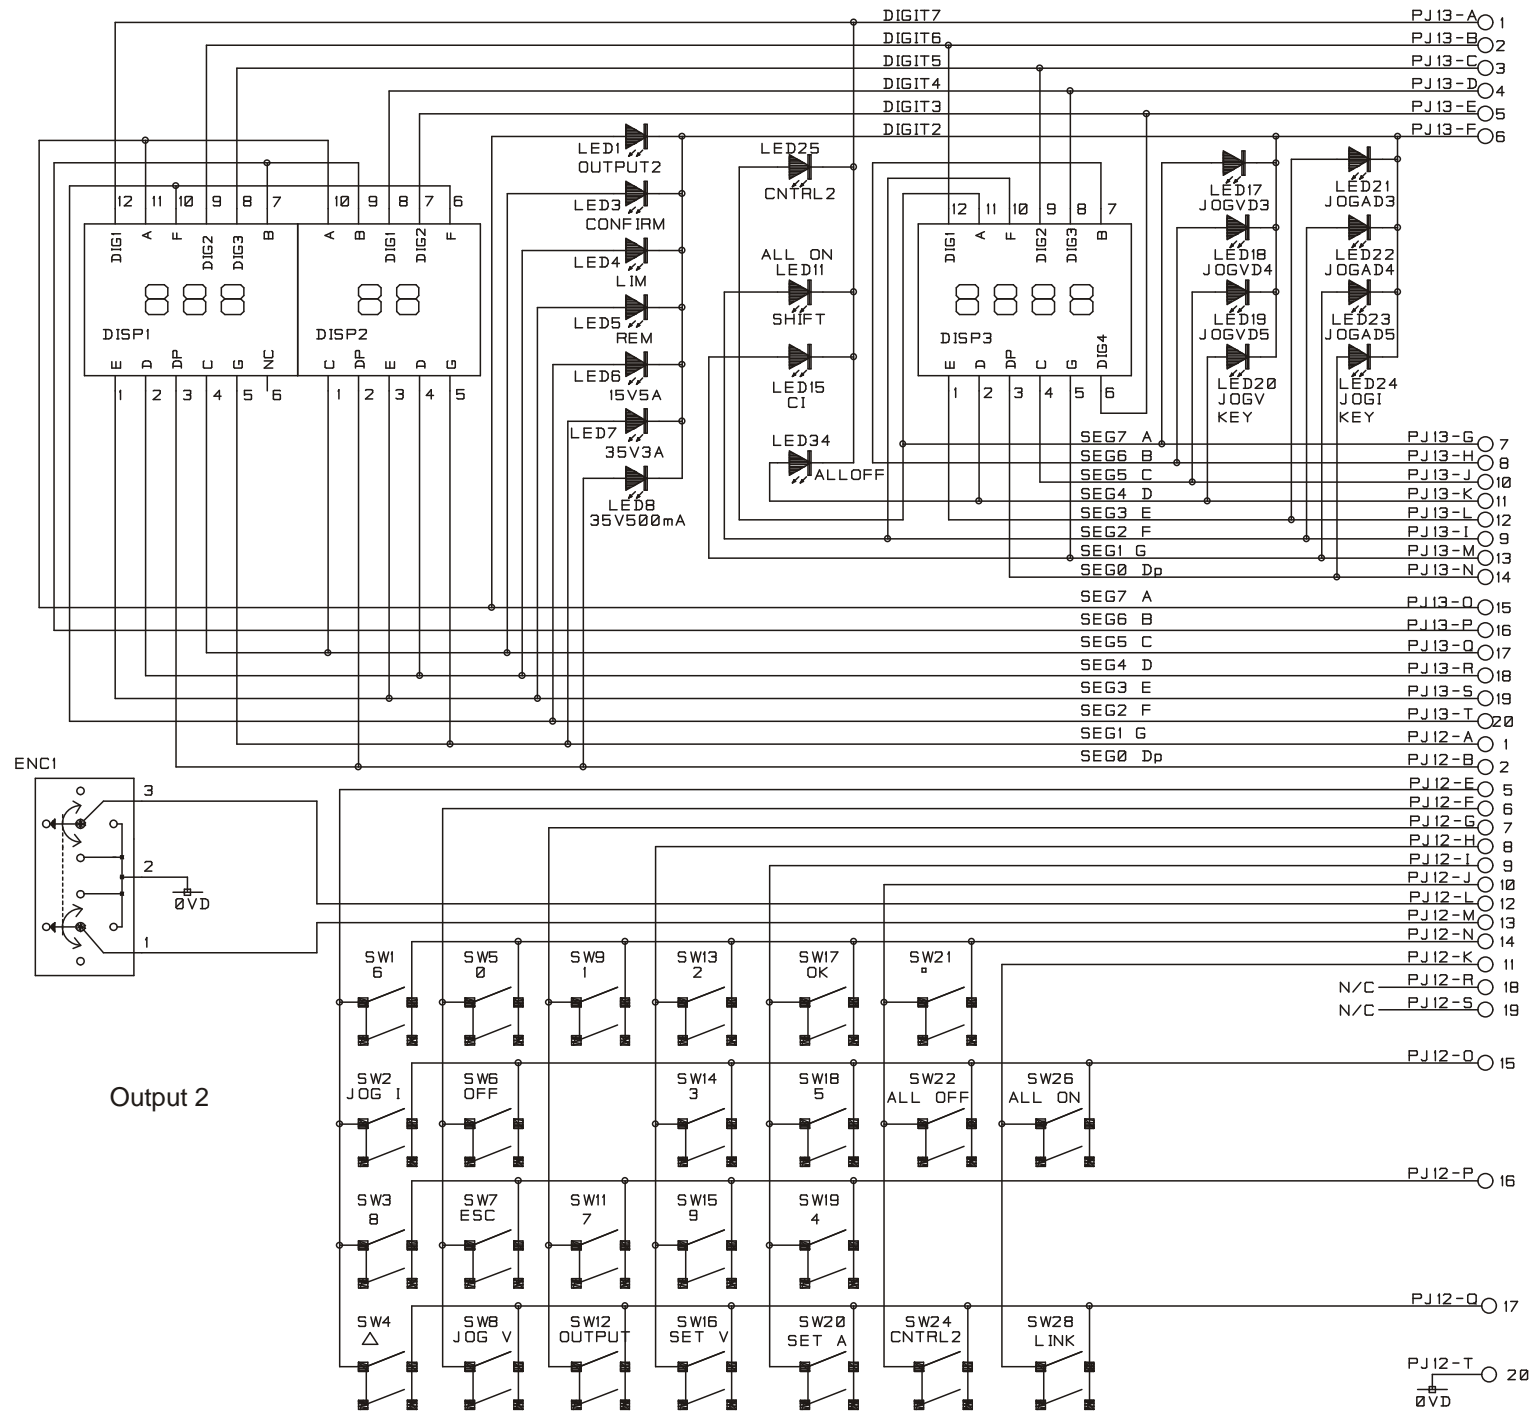 DIGIT7 PJ13-A 1
DIGIT6 PJ13-B 2
DIGIT5 PJ13-C 3
DIGIT4 PJ13-D 4
DIGIT3 PJ13-E 5
DIGIT2 PJ13-F 6
12 11 10 9 8 7
DIG1 A F DIG2 DIG3 B
DISP1
E D DP C G NC
1 2 3 4 5 6
10 9 8 7 6
A B DIG1 DIG2 F
DISP2
C DP E D G
1 2 3 4 5
LED1
OUTPUT2
LED3
CONFIRM
LED4
LIM
LED5
REM
LED6
15V5A
LED7
35V3A
LED8
35V500mA
LED25
CNTRL2
ALL ON
LED11
SHIFT
LED15
CI
LED34
ALLOFF
12 11 10 9 8 7
DIG1 A F DIG2 DIG3 B
DISP3
E D DP C G DIG4
1 2 3 4 5 6
LED17
JOGVD3
LED18
JOGVD4
LED19
JOGVD5
LED20
JOGV
KEY
LED21
JOGAD3
LED22
JOGAD4
LED23
JOGAD5
LED24
JOGI
KEY
SEG7 A PJ13-G 7
SEG6 B PJ13-H 8
SEG5 C PJ13-J 10
SEG4 D PJ13-K 11
SEG3 E PJ13-L 12
SEG2 F PJ13-I 9
SEG1 G PJ13-M 13
SEG0 Dp PJ13-N 14
SEG7 A PJ13-O 15
SEG6 B PJ13-P 16
SEG5 C PJ13-Q 17
SEG4 D PJ13-R 18
SEG3 E PJ13-S 19
SEG2 F PJ13-T 20
SEG1 G PJ12-A 1
SEG0 Dp PJ12-B 2
ENC1
3
2
0VD
1
PJ12-E 5
PJ12-F 6
PJ12-G 7
PJ12-H 8
PJ12-I 9
PJ12-J 10
PJ12-L 12
PJ12-M 13
PJ12-N 14
PJ12-K 11
N/C PJ12-R 18
N/C PJ12-S 19
SW1 SW5 SW9 SW13 SW17 SW21
6 0 1 2 OK
PJ12-O 15
Output 2
SW2 SW6 SW14 SW18 SW22 SW26
JOG I OFF 3 5 ALL OFF ALL ON
PJ12-P 16
SW3 SW7 SW11 SW15 SW19
8 ESC 7 9 4
PJ12-Q 17
SW4 SW8 SW12 SW16 SW20 SW24 SW28
△ JOG V OUTPUT SET V SET A CNTRL2 LINK
PJ12-T 20
0VD